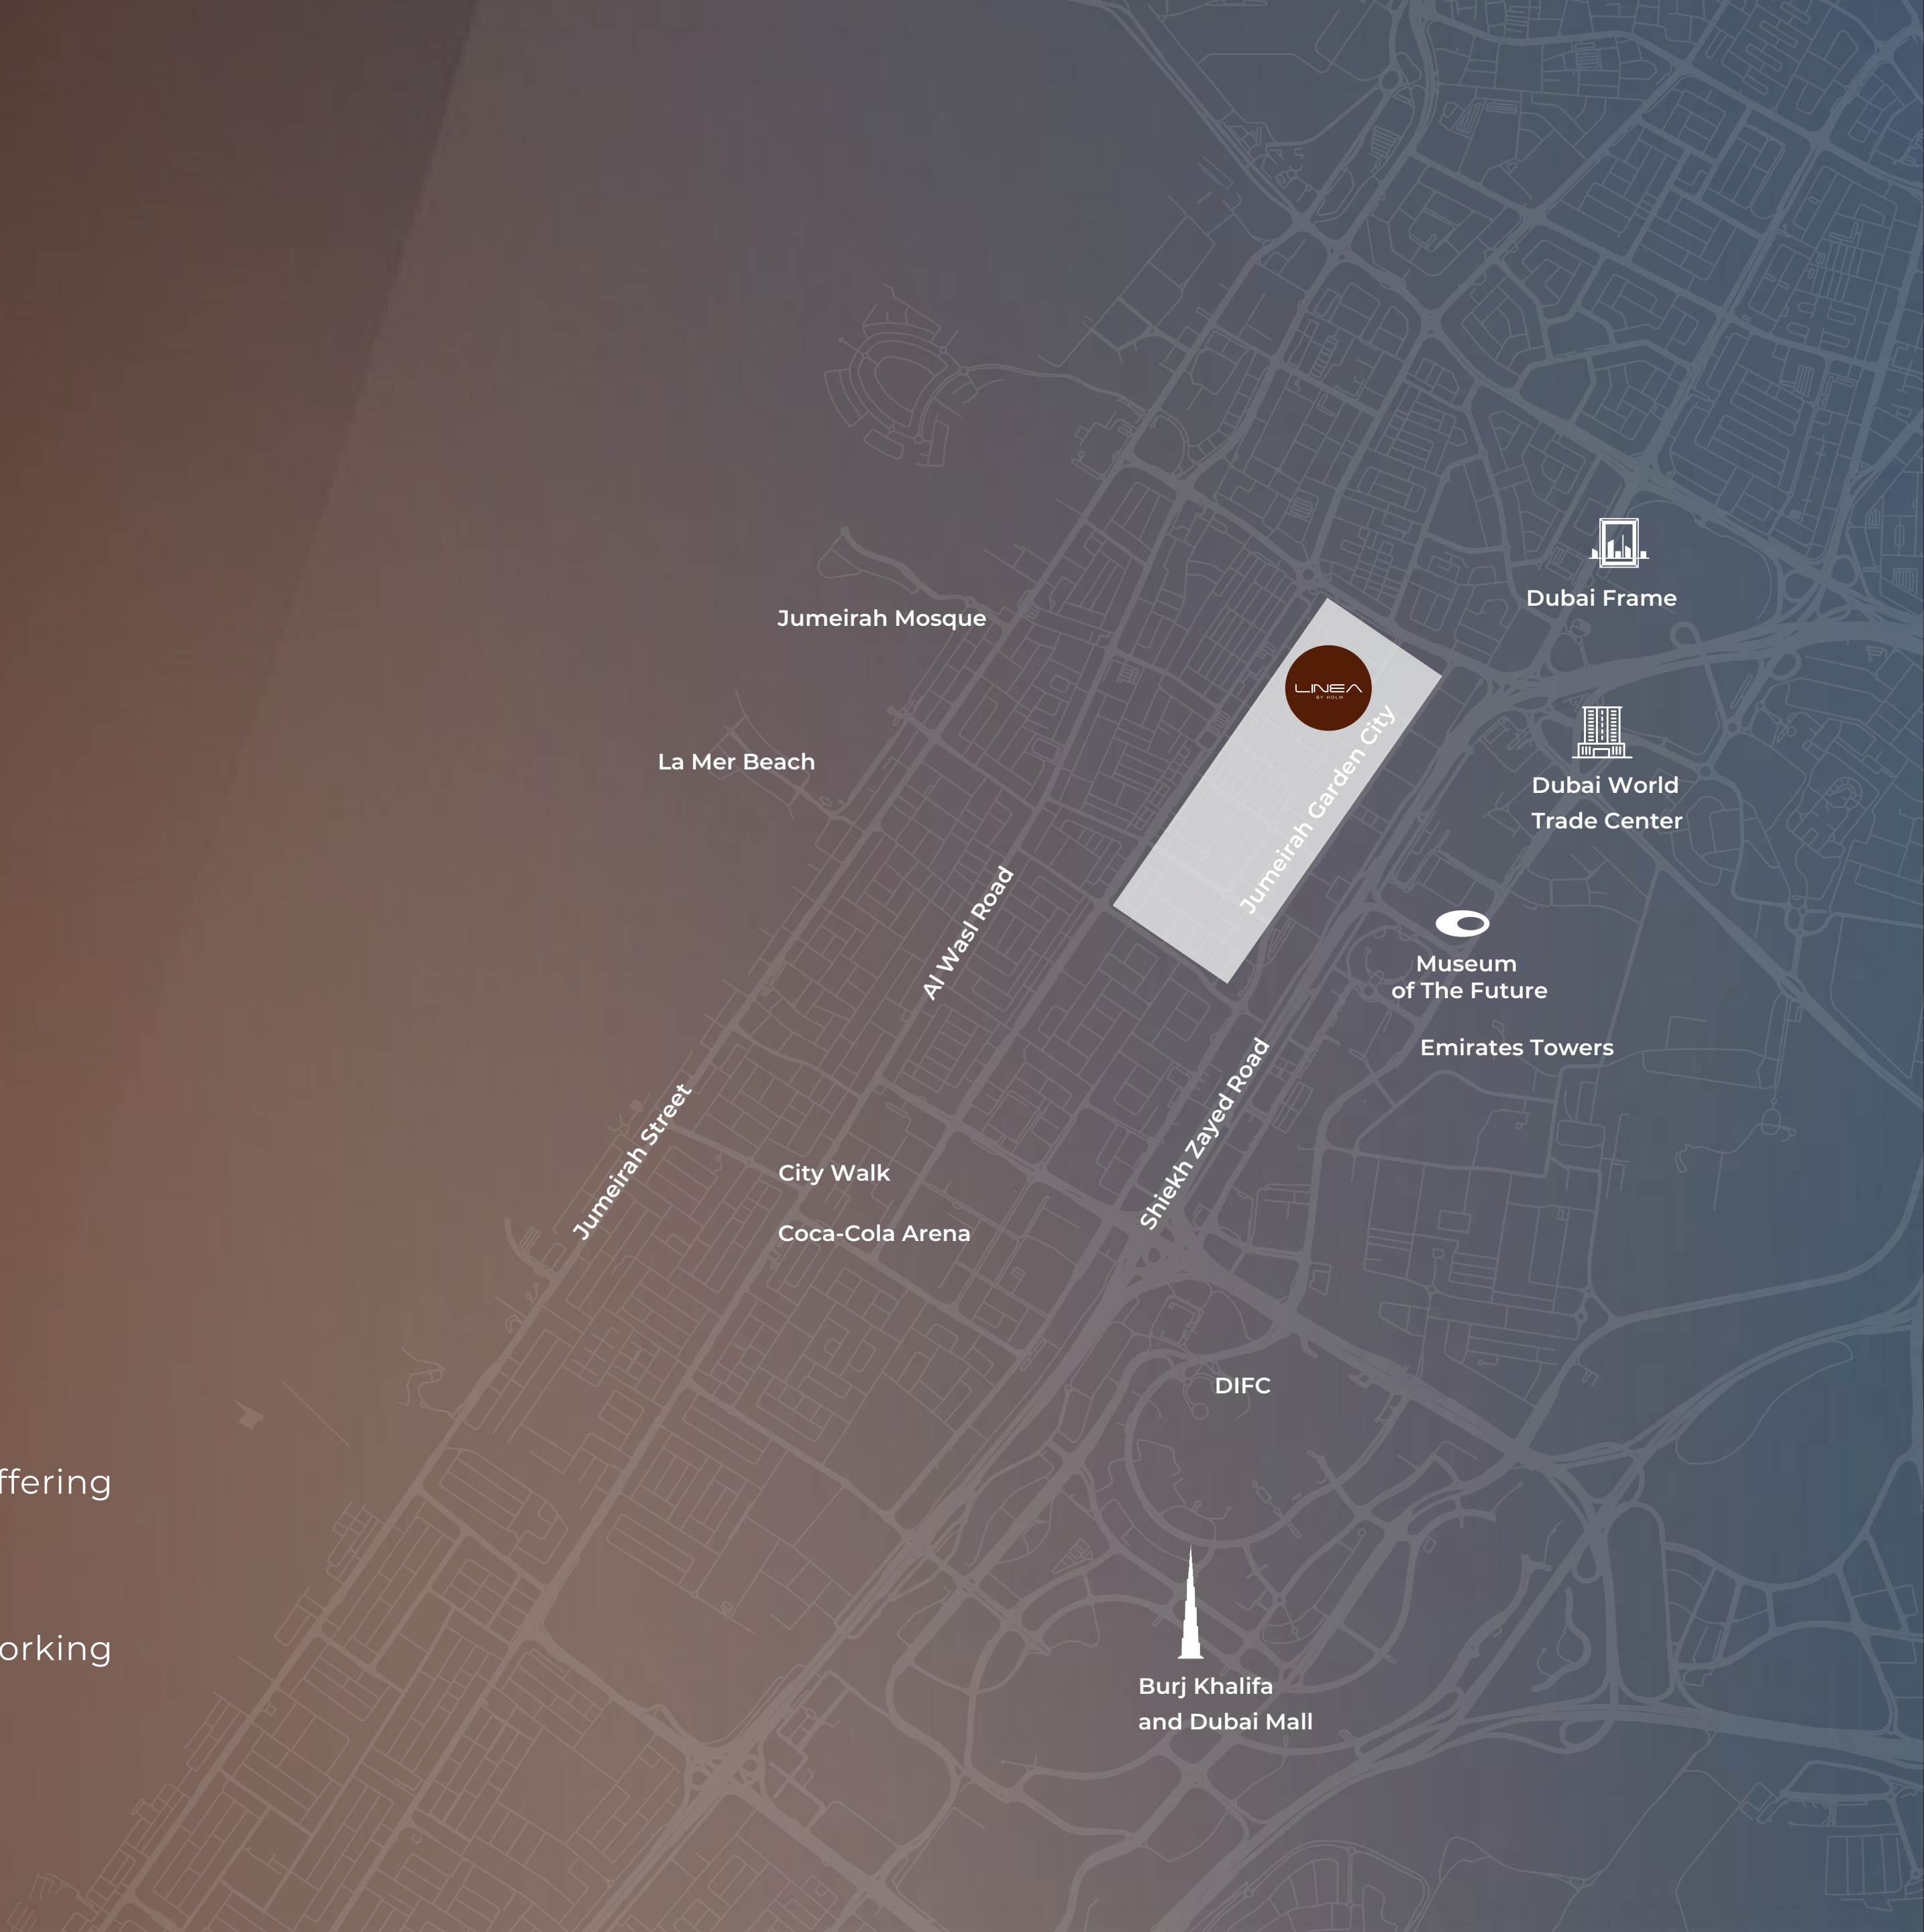 Dubai Frame
Jumeirah Mosque
LINEA
BY HOLM
La Mer Beach
Jumeirah Garden City
Dubai World
Trade Center
Al Wasl Road
Museum
of The Future
Emirates Towers
Shiekh Zayed Road
Jumeirah Street
City Walk
Coca-Cola Arena
DIFC
ffering
orking
Burj Khalifa
and Dubai Mall